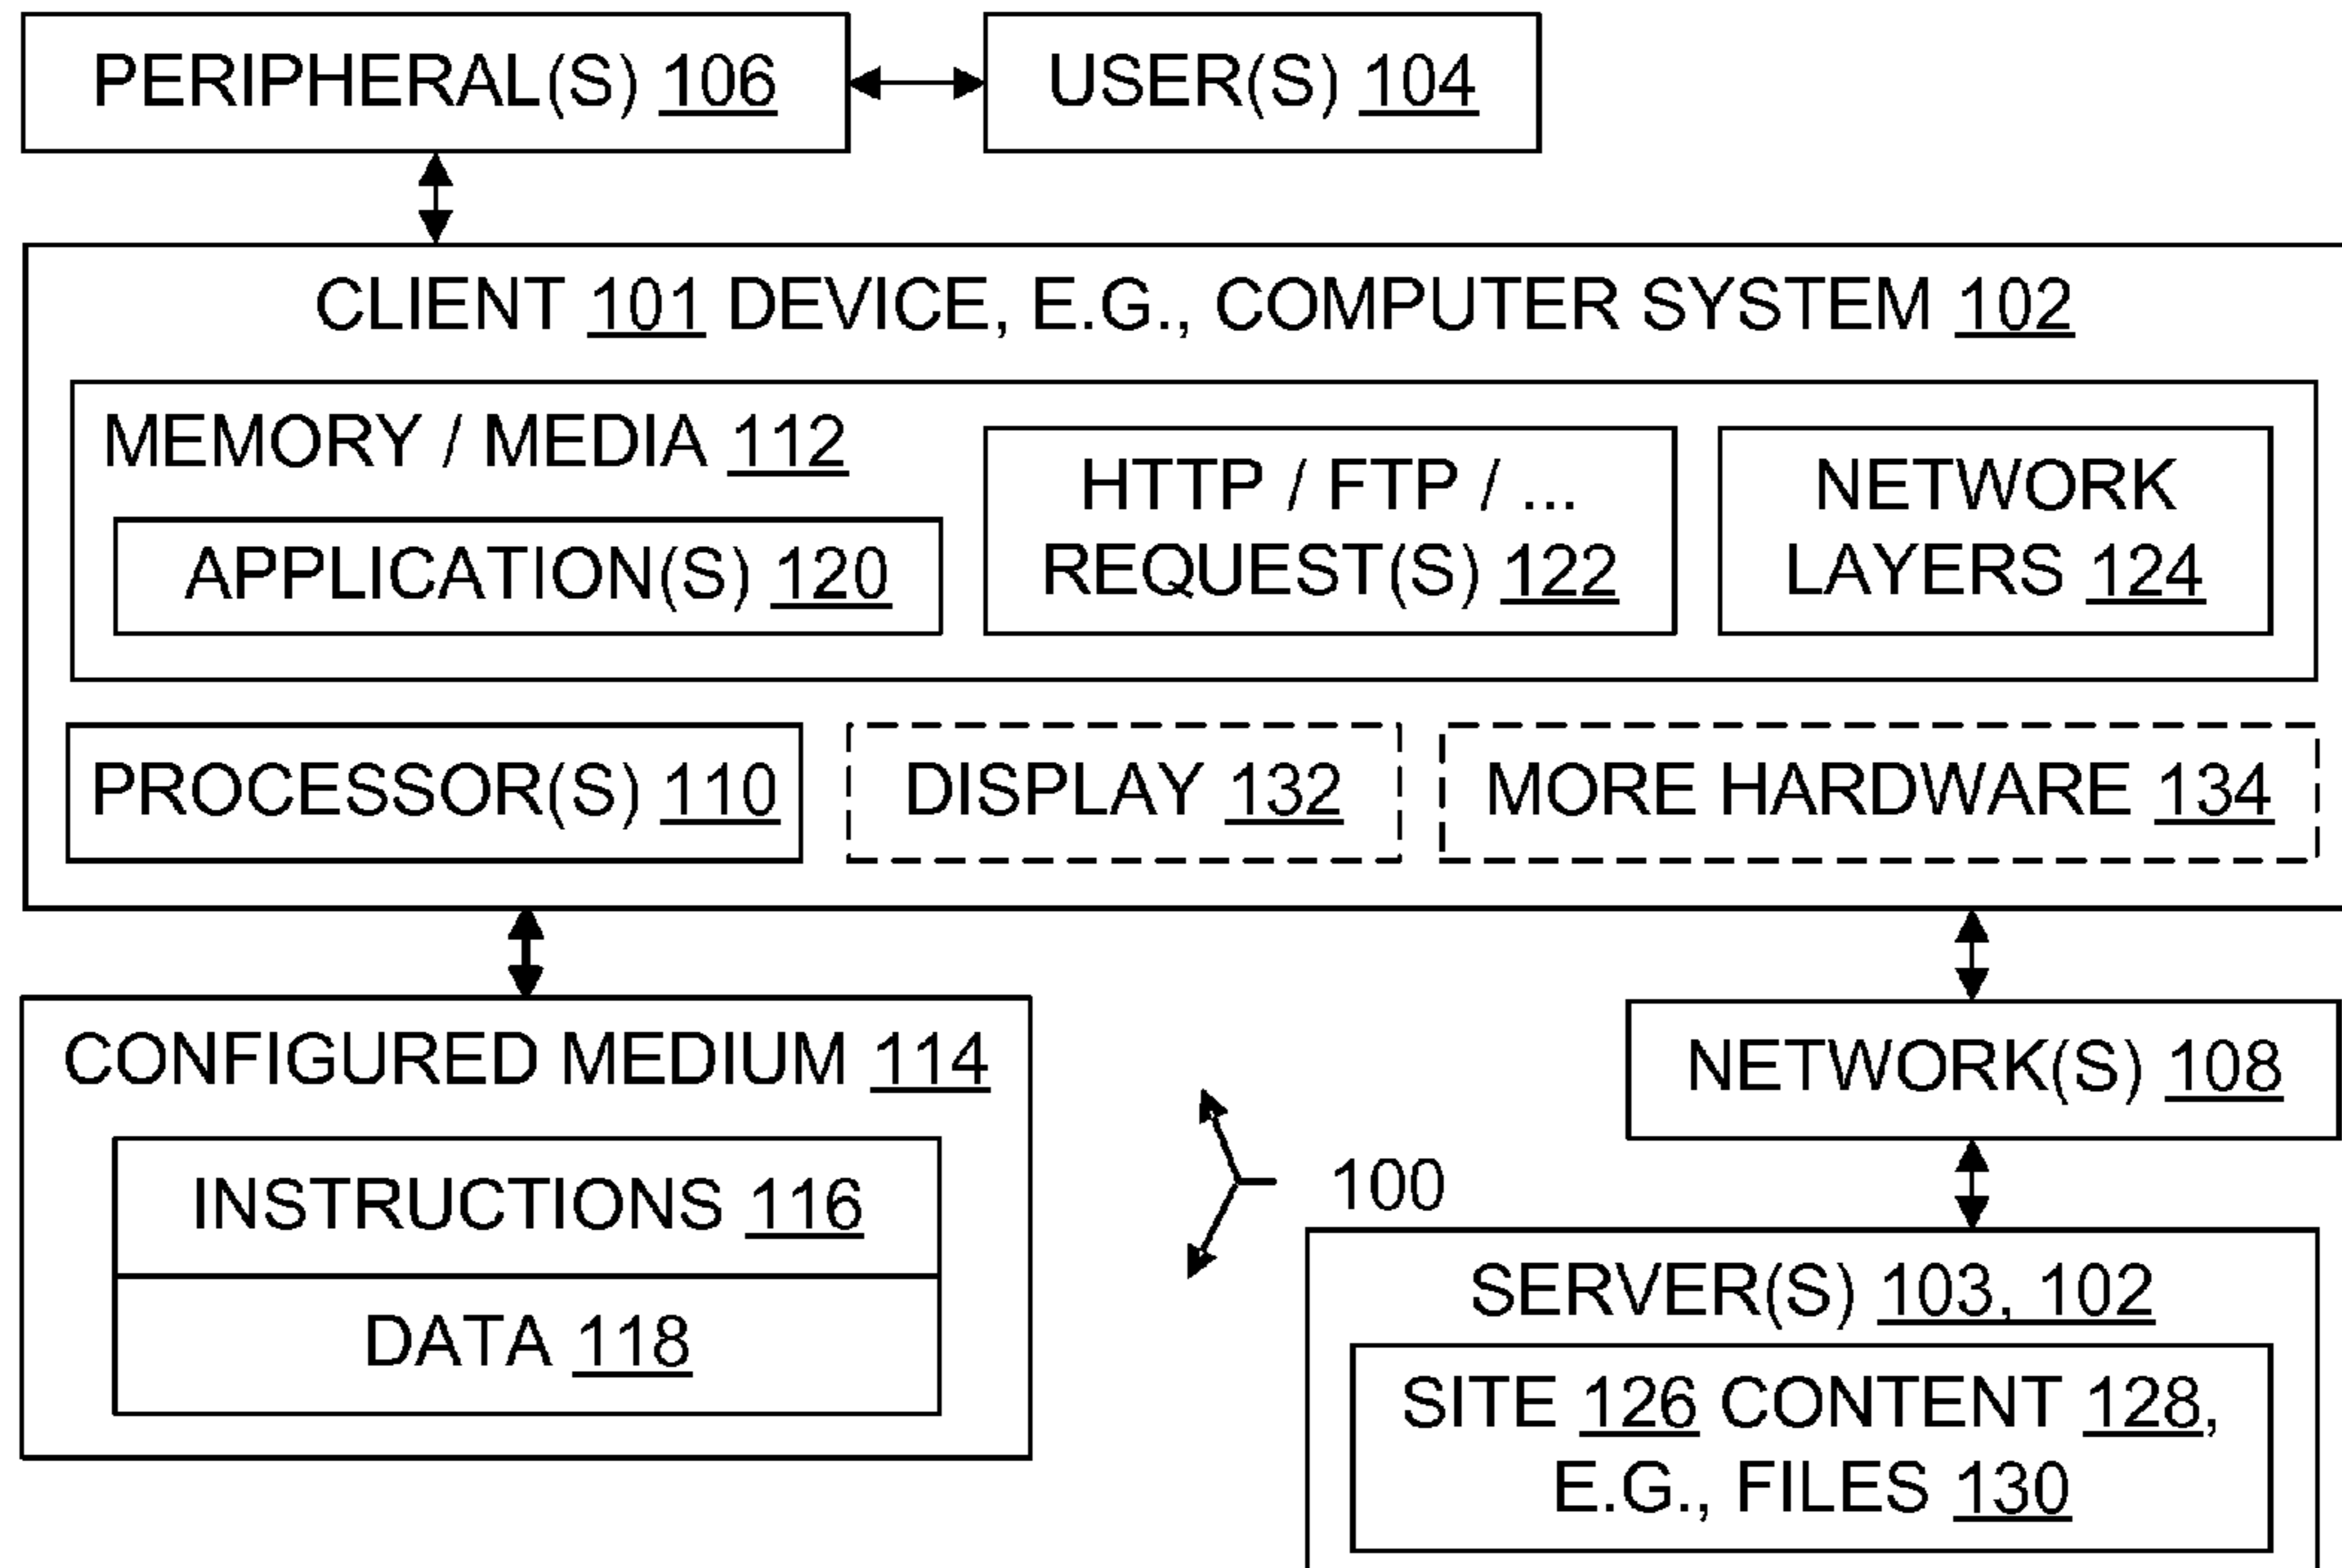 PERIPHERAL(S) 106
USER(S) 104
CLIENT 101 DEVICE, E.G., COMPUTER SYSTEM 102
MEMORY / MEDIA 112
APPLICATION(S) 120
HTTP / FTP / ...
REQUEST(S) 122
NETWORK
LAYERS 124
PROCESSOR(S) 110
DISPLAY 132
MORE HARDWARE 134
CONFIGURED MEDIUM 114
INSTRUCTIONS 116
DATA 118
100
NETWORK(S) 108
SERVER(S) 103, 102
SITE 126 CONTENT 128,
E.G., FILES 130